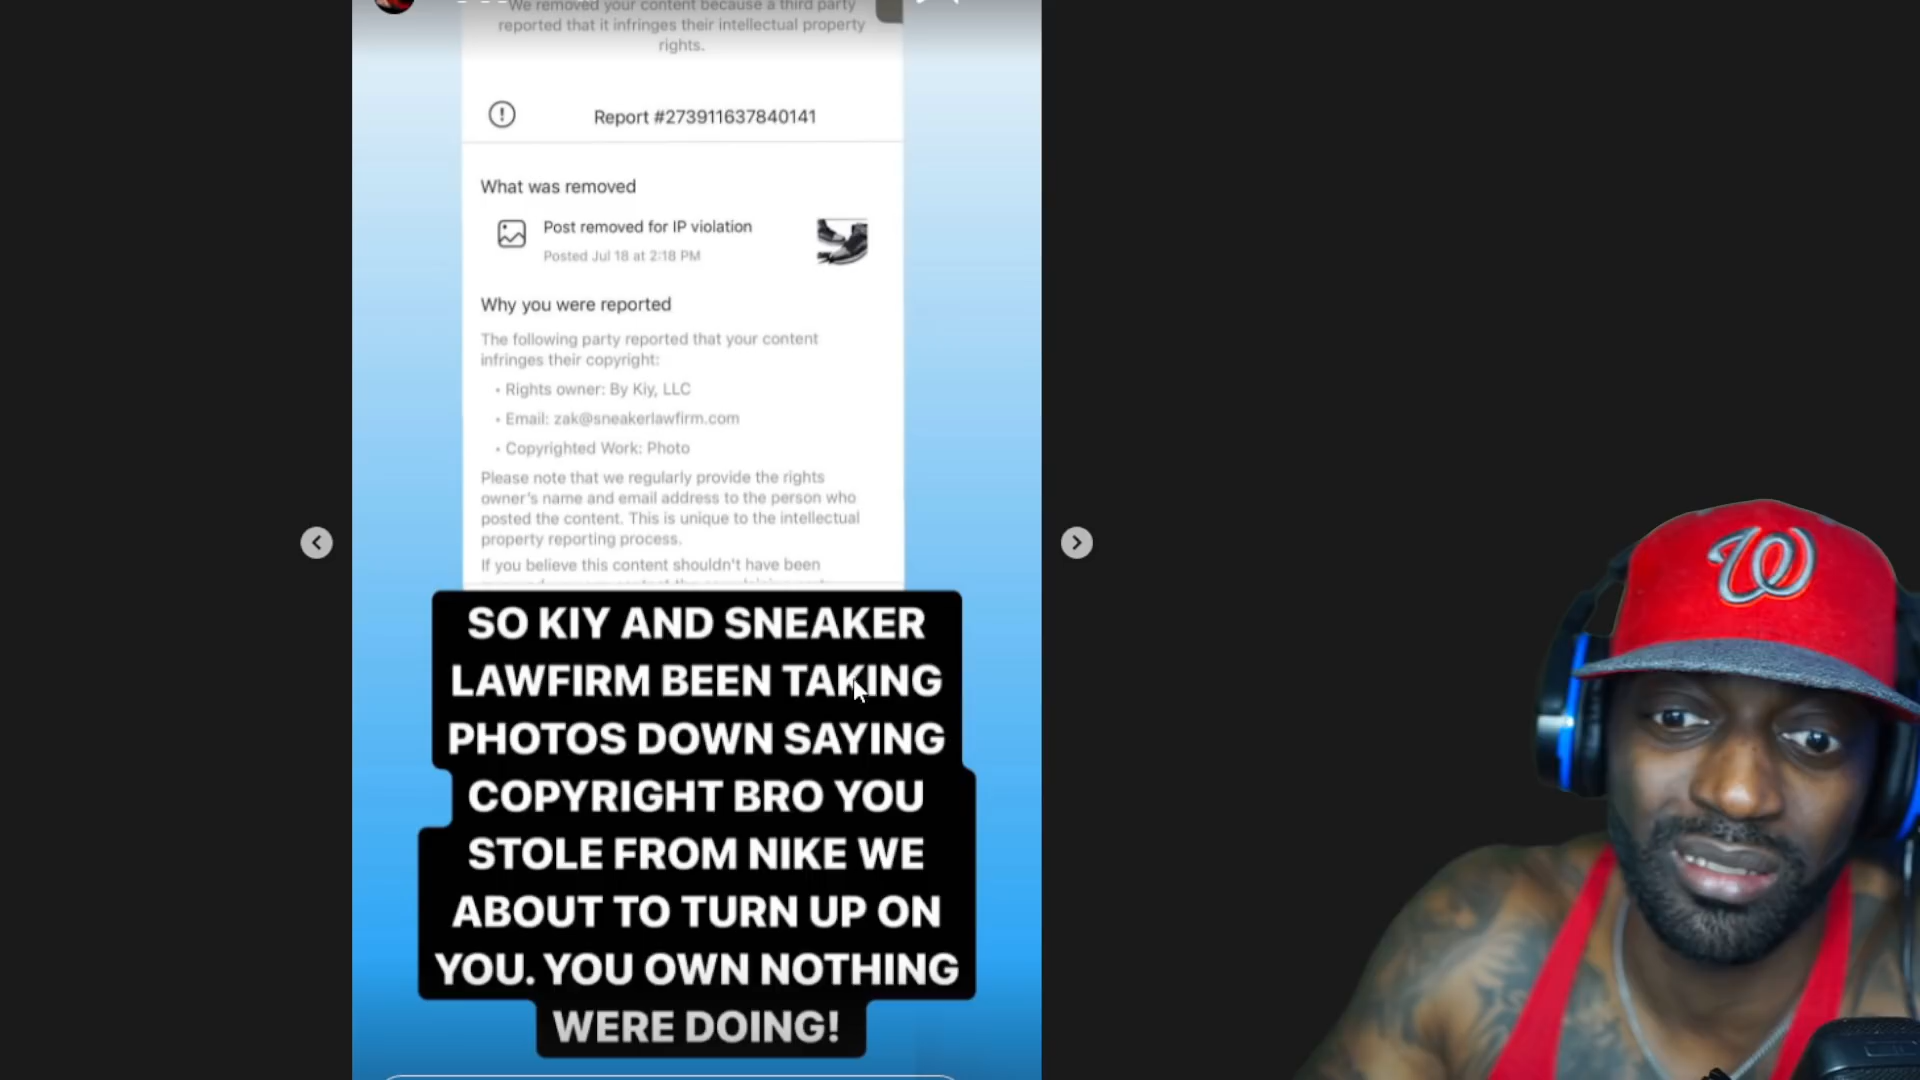 We removed your content because a third party
reported that it infringes their intellectual property
rights.
Report #273911637840141
What was removed
Post removed for IP violation
Posted Jul 18 at 2:18 PM
Why you were reported
The following party reported that your content
infringes their copyright:
• Rights owner: By Kiy, LLC
• Email: zak@sneakerlawfirm.com
• Copyrighted Work: Photo
Please note that we regularly provide the rights
owner's name and email address to the person who
posted the content. This is unique to the intellectual
property reporting process.
If you believe this content shouldn't have been
SO KIY AND SNEAKER
LAWFIRM BEEN TAKING
PHOTOS DOWN SAYING
COPYRIGHT BRO YOU
STOLE FROM NIKE WE
ABOUT TO TURN UP ON
YOU. YOU OWN NOTHING
WERE DOING!
W